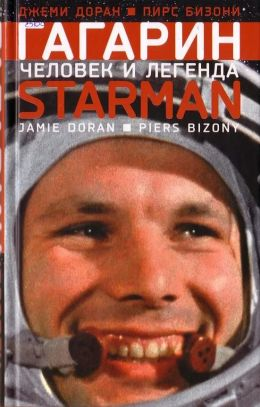 ДЖЕМИ ДОРАН ■ ПИРС БИЗОНИ
ГАГАРИН
ЧЕЛОВЕК И ЛЕГЕНДА
STARMAN
JAMIE DORAN ■ PIERS BIZONY